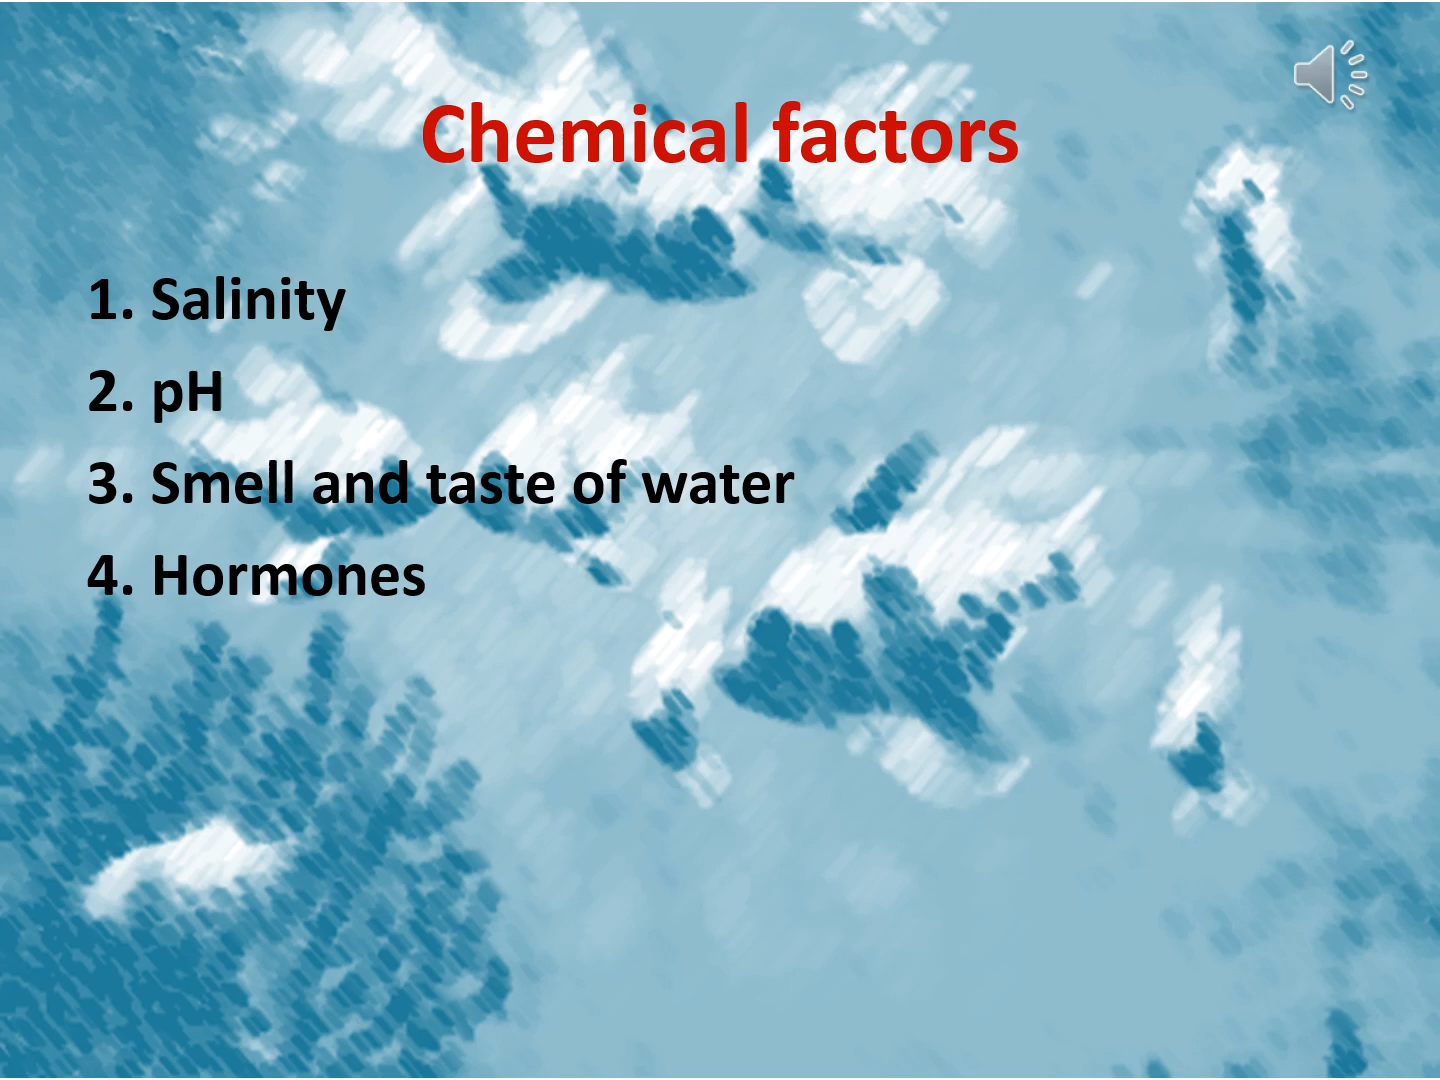 Chemical factors
1. Salinity
2. pH
3. Smell and taste of water
4. Hormones